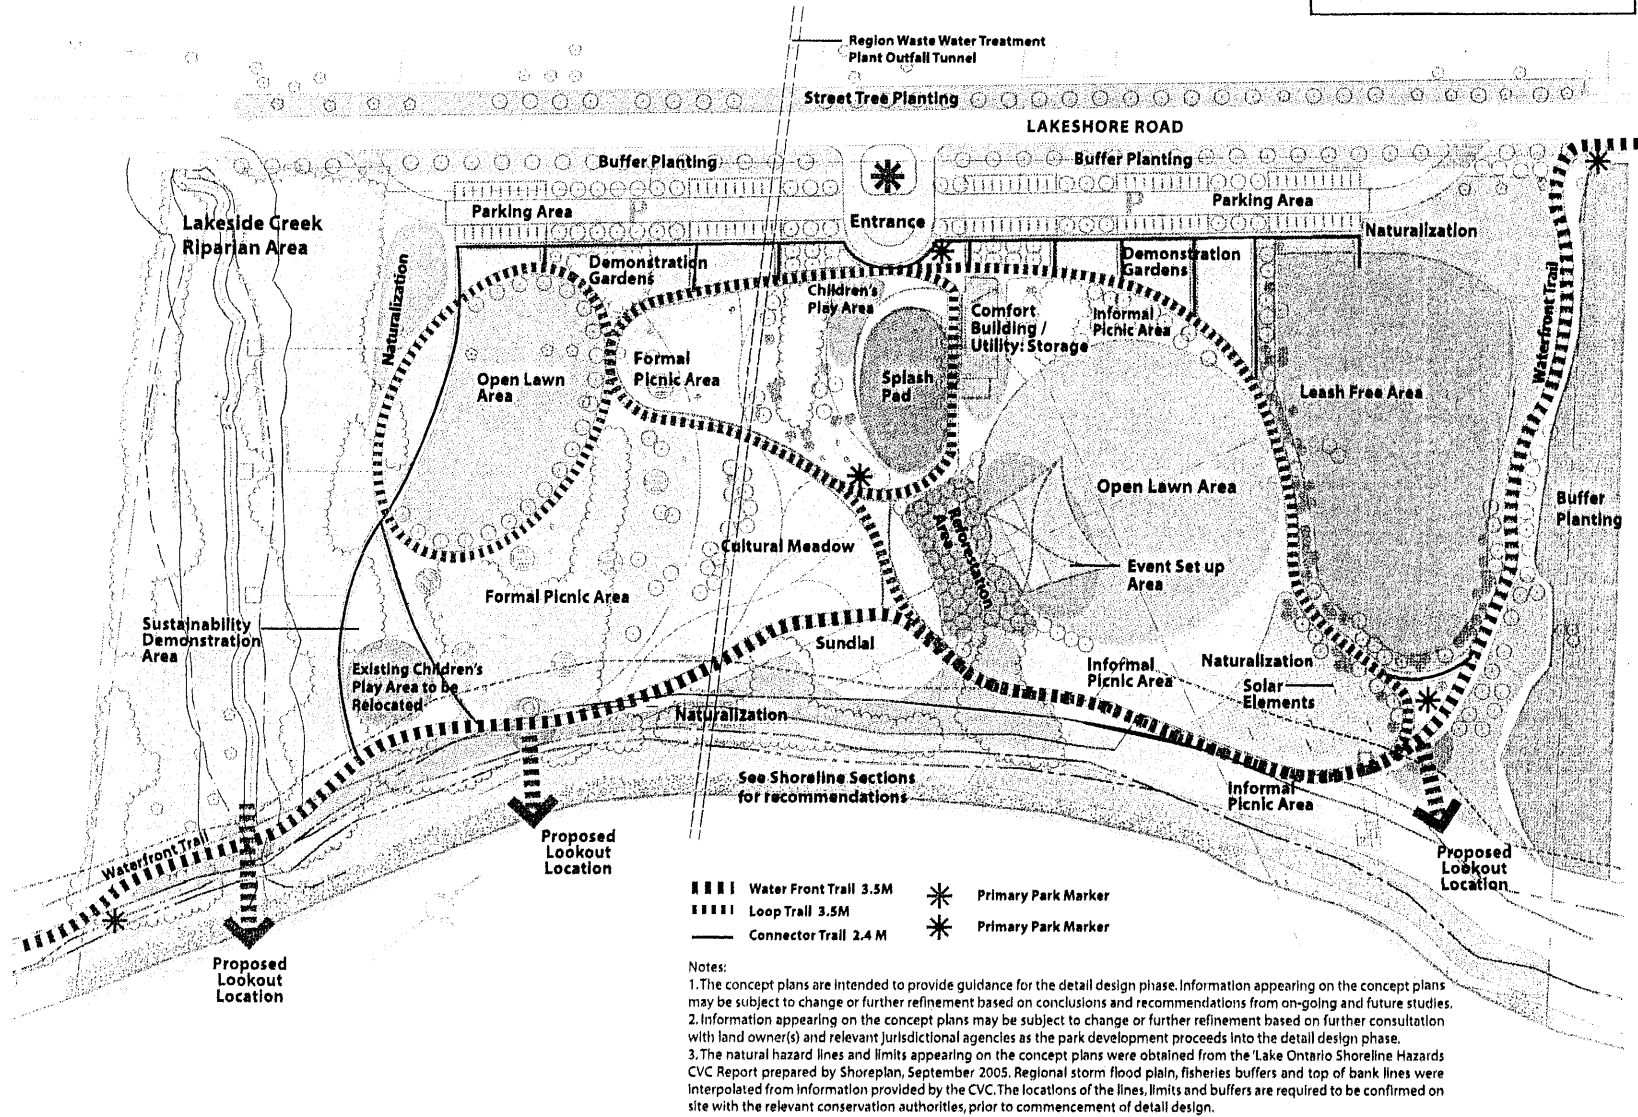 Region Waste Water Treatment
Plant Outfall Tunnel
Street Tree Planting
LAKESHORE ROAD
Buffer Planting
Buffer Planting
Parking Area
P
Entrance
P
Parking Area
Lakeside Creek
Riparian Area
Naturalization
Naturalization
Demonstration
Gardens
Demonstration
Gardens
Children's
Play Area
Comfort
Building /
Utility: Storage
Informal
Picnic Area
Waterfront Trail
Formal
Picnic Area
Open Lawn
Area
Splash
Pad
Leash Free Area
Open Lawn Area
Buffer
Planting
Reforestation
Area
Cultural Meadow
Event Set up
Area
Formal Picnic Area
Sustainability
Demonstration
Area
Sundial
Existing Children's
Play Area to be
Relocated
Informal
Picnic Area
Naturalization
Solar
Elements
Naturalization
See Shoreline Sections
for recommendations
Informal
Picnic Area
Waterfront Trail
Proposed
Lookout
Location
Proposed
Lookout
Location
Proposed
Lookout
Location
Water Front Trail 3.5M
Loop Trail 3.5M
Connector Trail 2.4 M
Primary Park Marker
Primary Park Marker
Notes:
1. The concept plans are intended to provide guidance for the detail design phase. Information appearing on the concept plans
may be subject to change or further refinement based on conclusions and recommendations from on-going and future studies.
2. Information appearing on the concept plans may be subject to change or further refinement based on further consultation
with land owner(s) and relevant jurisdictional agencies as the park development proceeds into the detail design phase.
3. The natural hazard lines and limits appearing on the concept plans were obtained from the 'Lake Ontario Shoreline Hazards
CVC Report prepared by Shoreplan, September 2005. Regional storm flood plain, fisheries buffers and top of bank lines were
interpolated from information provided by the CVC. The locations of the lines, limits and buffers are required to be confirmed on
site with the relevant conservation authorities, prior to commencement of detail design.